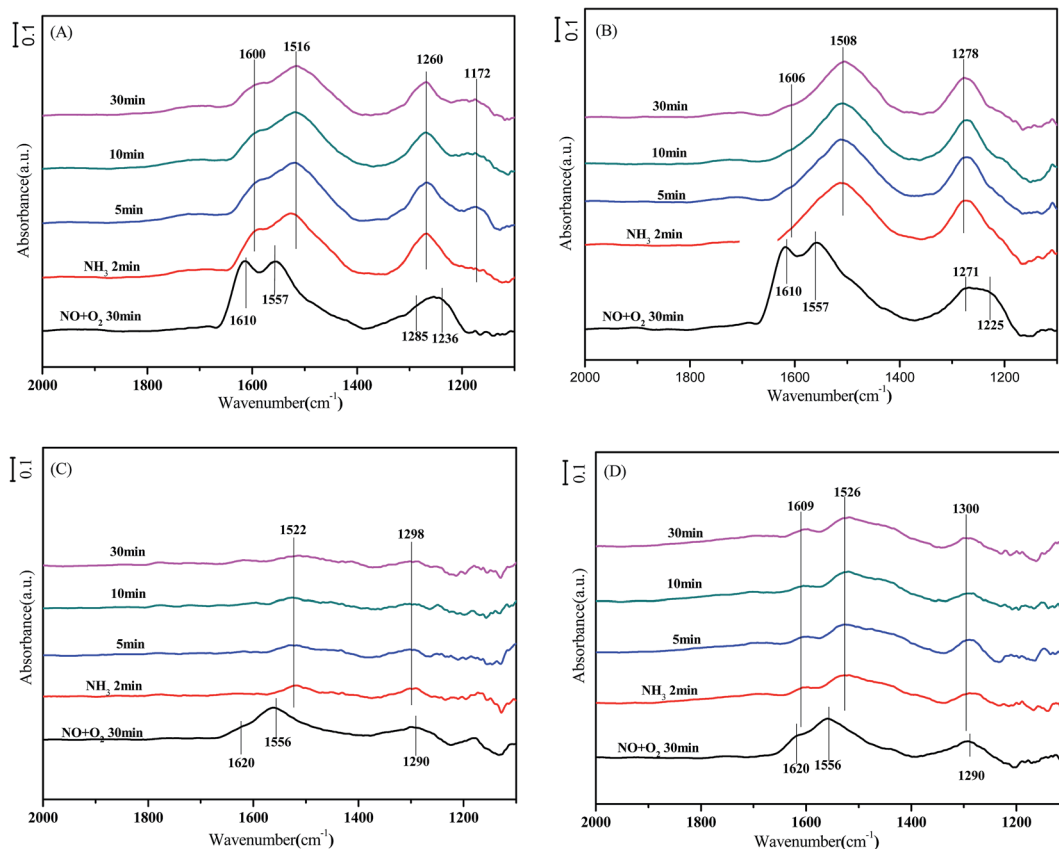 0.1
(A)
1600
1516
1260
1172
30min
10min
5min
NH3 2min
NO+O2 30min
1610
1557
1285
1236
Absorbance(a.u.)
2000
1800
1600
1400
1200
Wavenumber(cm-1)
0.1
(B)
1606
1508
1278
30min
10min
5min
NH3 2min
NO+O2 30min
1610
1557
1271
1225
Absorbance(a.u.)
2000
1800
1600
1400
1200
Wavenumber(cm-1)
0.1
(C)
1522
1298
30min
10min
5min
NH3 2min
NO+O2 30min
1620
1556
1290
Absorbance(a.u.)
2000
1800
1600
1400
1200
Wavenumber(cm-1)
0.1
(D)
1609
1526
1300
30min
10min
5min
NH3 2min
NO+O2 30min
1620
1556
1290
Absorbance(a.u.)
2000
1800
1600
1400
1200
Wavenumber(cm-1)